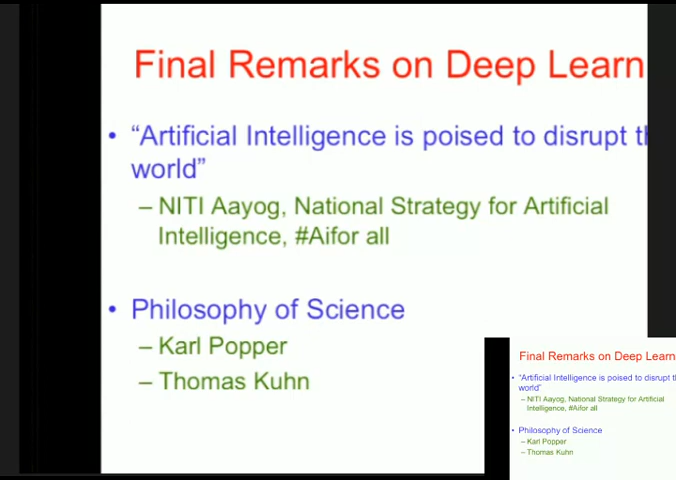 Final Remarks on Deep Learn
• “Artificial Intelligence is poised to disrupt th
world”
– NITI Aayog, National Strategy for Artificial
Intelligence, #Aifor all
• Philosophy of Science
– Karl Popper
– Thomas Kuhn
Final Remarks on Deep Learn
• “Artificial Intelligence is poised to disrupt th
world”
– NITI Aayog, National Strategy for Artificial
Intelligence, #Aifor all
• Philosophy of Science
– Karl Popper
– Thomas Kuhn